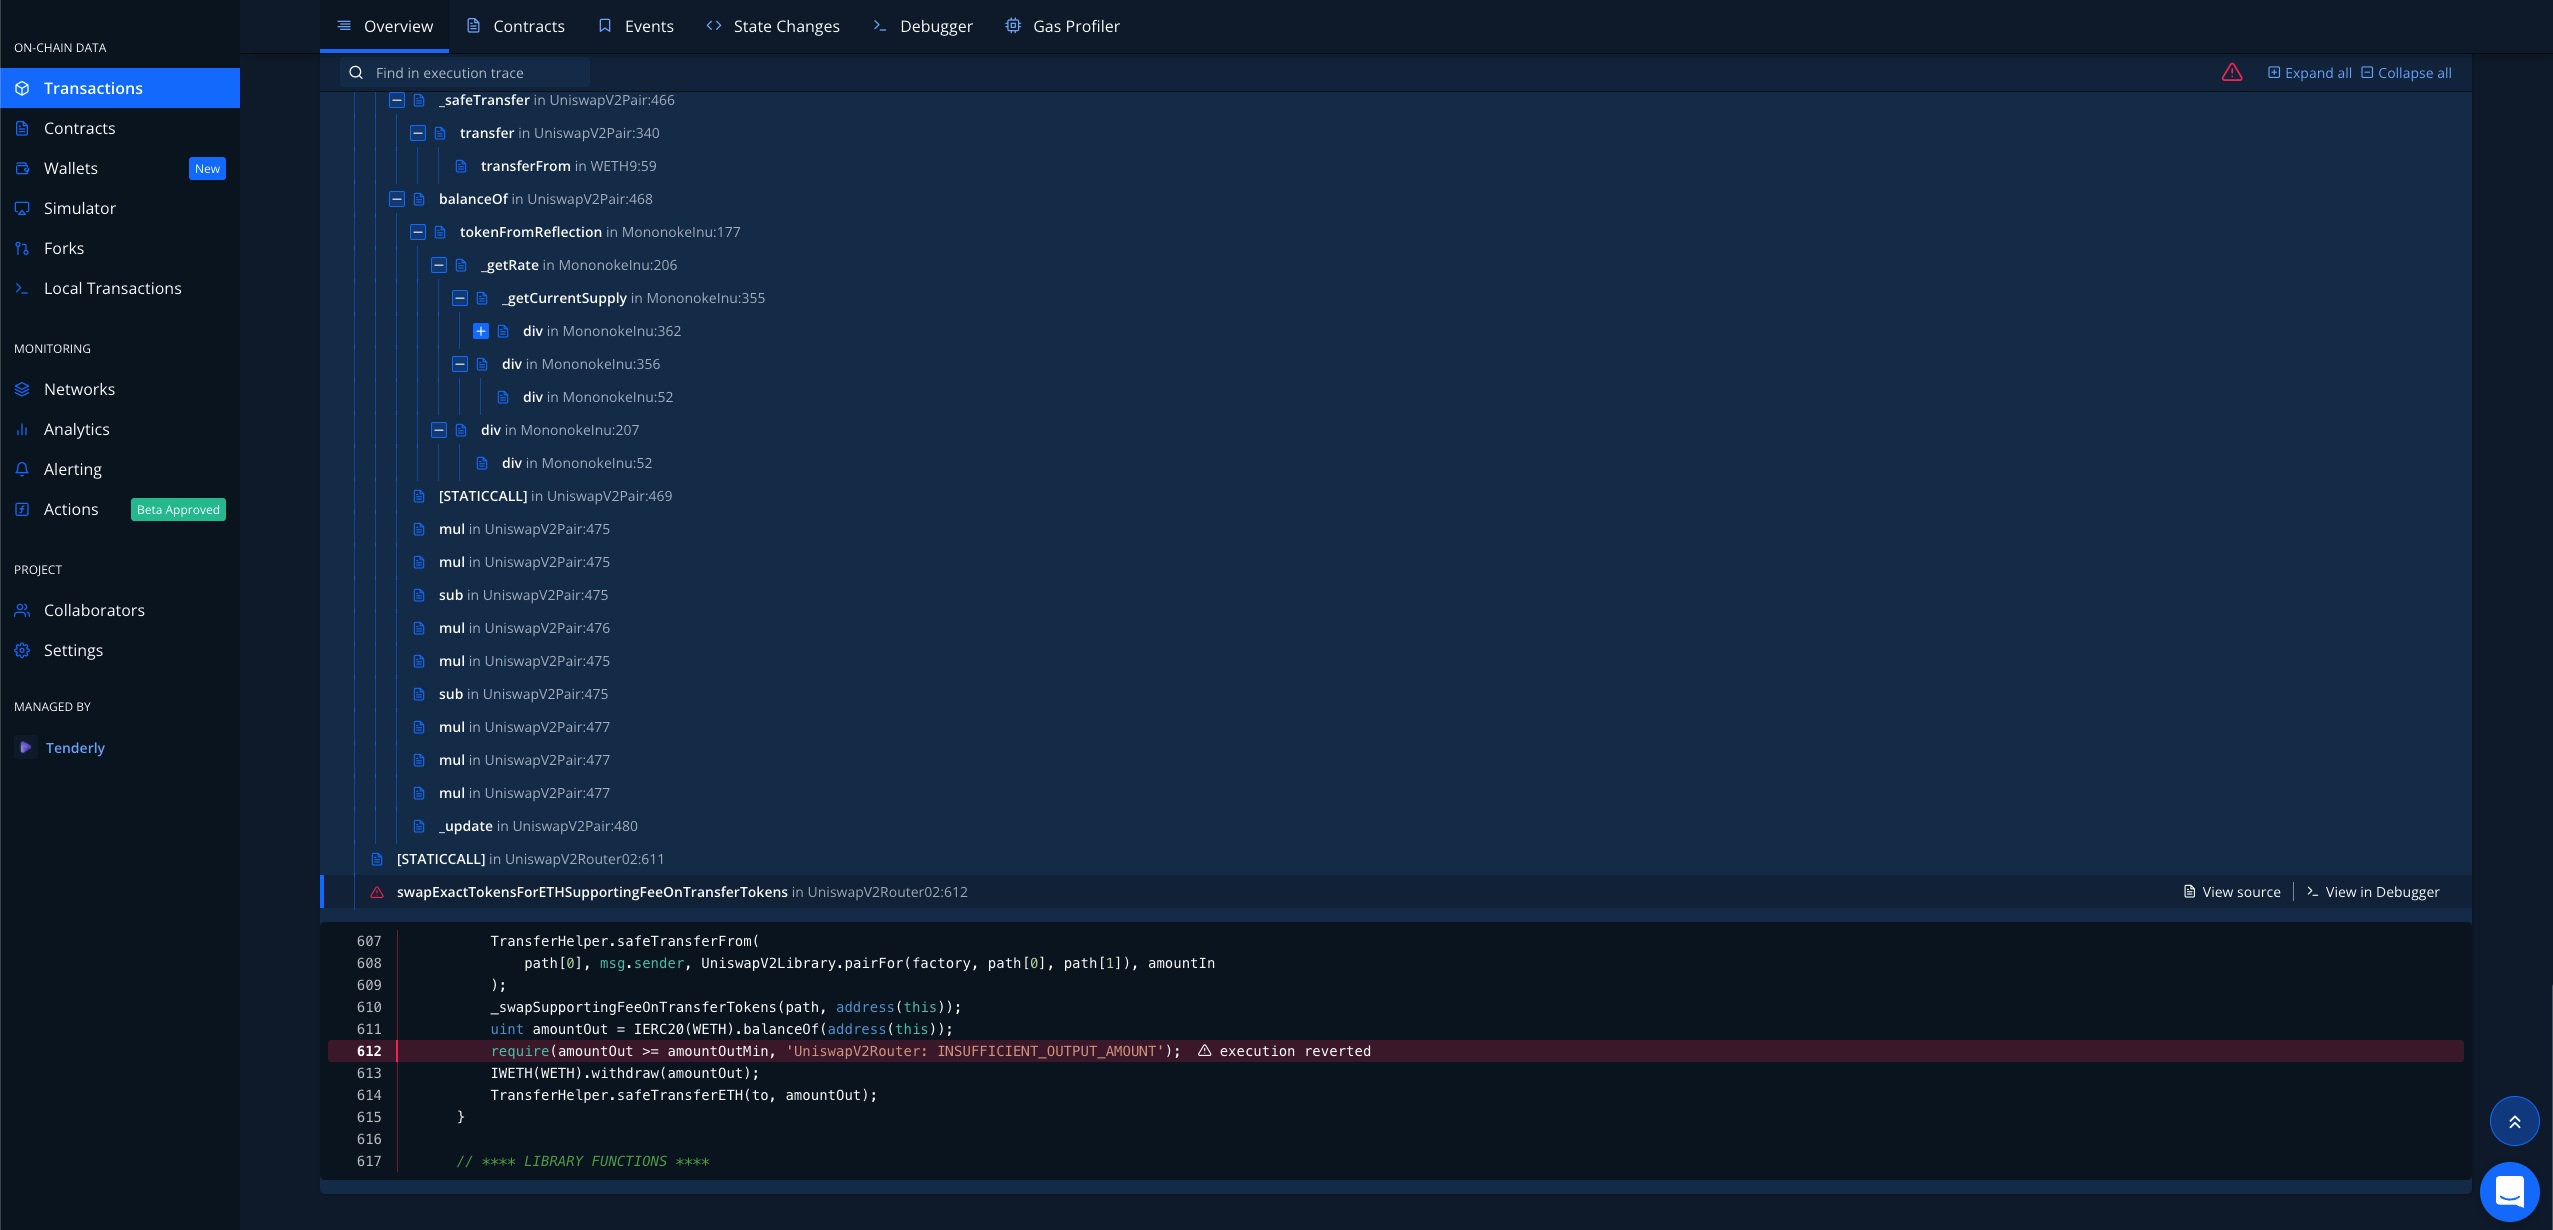 ON-CHAIN DATA
Transactions
Contracts
Wallets New
Simulator
Forks
Local Transactions
MONITORING
Networks
Analytics
Alerting
Actions Beta Approved
PROJECT
Collaborators
Settings
MANAGED BY
Tenderly
Overview Contracts Events State Changes Debugger Gas Profiler
Find in execution trace Expand all Collapse all
_safeTransfer in UniswapV2Pair:466
transfer in UniswapV2Pair:340
transferFrom in WETH9:59
balanceOf in UniswapV2Pair:468
tokenFromReflection in MononokeInu:177
_getRate in MononokeInu:206
_getCurrentSupply in MononokeInu:355
div in MononokeInu:362
div in MononokeInu:356
div in MononokeInu:52
div in MononokeInu:207
div in MononokeInu:52
[STATICCALL] in UniswapV2Pair:469
mul in UniswapV2Pair:475
mul in UniswapV2Pair:475
sub in UniswapV2Pair:475
mul in UniswapV2Pair:476
mul in UniswapV2Pair:475
sub in UniswapV2Pair:475
mul in UniswapV2Pair:477
mul in UniswapV2Pair:477
mul in UniswapV2Pair:477
_update in UniswapV2Pair:480
[STATICCALL] in UniswapV2Router02:611
swapExactTokensForETHSupportingFeeOnTransferTokens in UniswapV2Router02:612 View source View in Debugger
607 TransferHelper.safeTransferFrom(
608 path[0], msg.sender, UniswapV2Library.pairFor(factory, path[0], path[1]), amountIn
609 );
610 _swapSupportingFeeOnTransferTokens(path, address(this));
611 uint amountOut = IERC20(WETH).balanceOf(address(this));
612 require(amountOut >= amountOutMin, 'UniswapV2Router: INSUFFICIENT_OUTPUT_AMOUNT'); execution reverted
613 IWETH(WETH).withdraw(amountOut);
614 TransferHelper.safeTransferETH(to, amountOut);
615 }
616
617 // **** LIBRARY FUNCTIONS ****